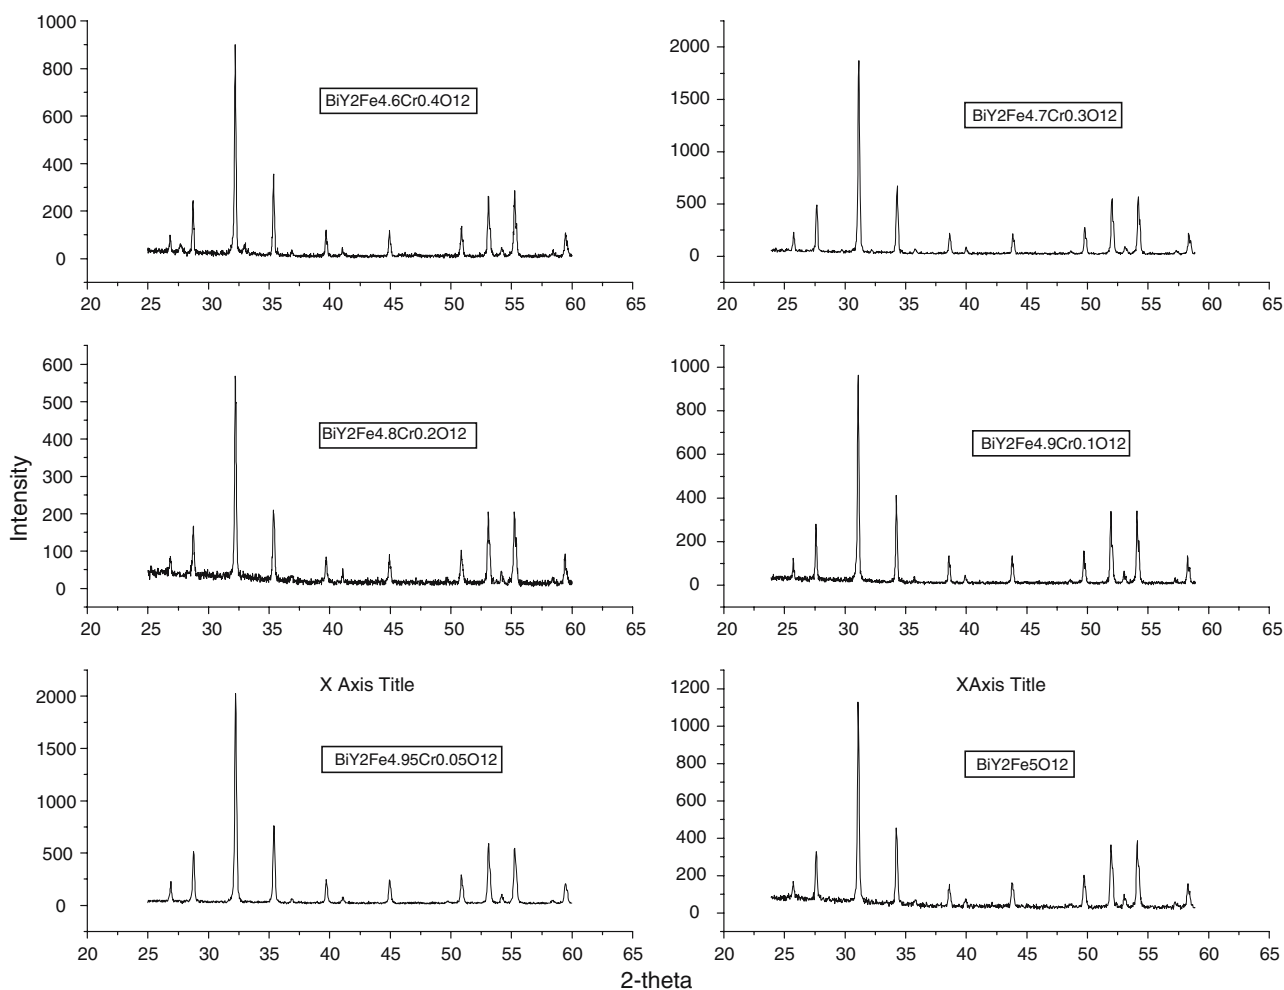 1000
800
600
400
200
0
BiY2Fe4.6Cr0.4O12
20 25 30 35 40 45 50 55 60 65
2000
1500
1000
500
0
BiY2Fe4.7Cr0.3O12
20 25 30 35 40 45 50 55 60 65
Intensity
600
500
400
300
200
100
0
BiY2Fe4.8Cr0.2O12
20 25 30 35 40 45 50 55 60 65
1000
800
600
400
200
0
BiY2Fe4.9Cr0.1O12
20 25 30 35 40 45 50 55 60 65
X Axis Title
2000
1500
1000
500
0
BiY2Fe4.95Cr0.05O12
20 25 30 35 40 45 50 55 60 65
XAxis Title
1200
1000
800
600
400
200
0
BiY2Fe5O12
20 25 30 35 40 45 50 55 60 65
2-theta